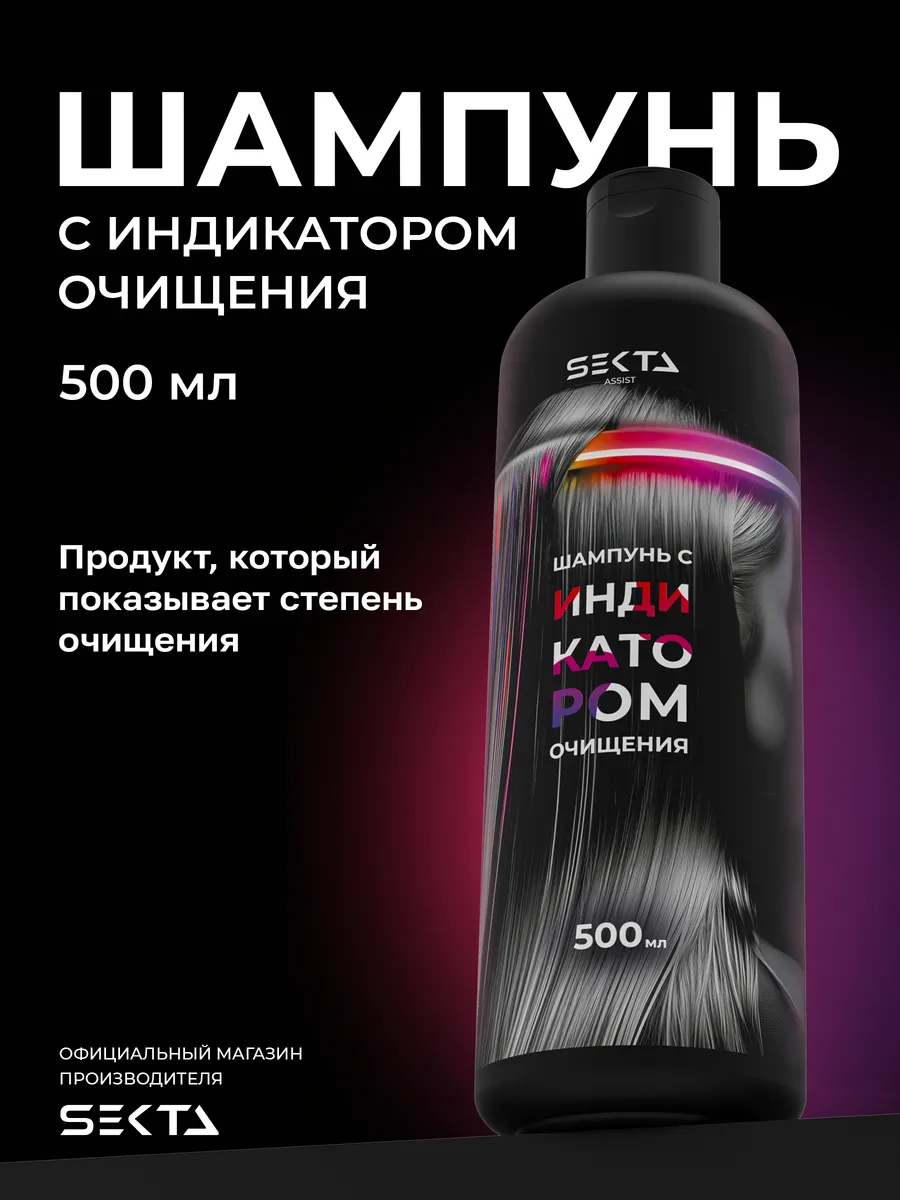 ШАМПУНЬ
С ИНДИКАТОРОМ
ОЧИЩЕНИЯ
500 мл
Продукт, который
показывает степень
очищения
SEKTA
ASSIST
ШАМПУНЬ С
ИНДИ
КАТО
РОМ
ОЧИЩЕНИЯ
500 мл
ОФИЦИАЛЬНЫЙ МАГАЗИН
ПРОИЗВОДИТЕЛЯ
SEKTA